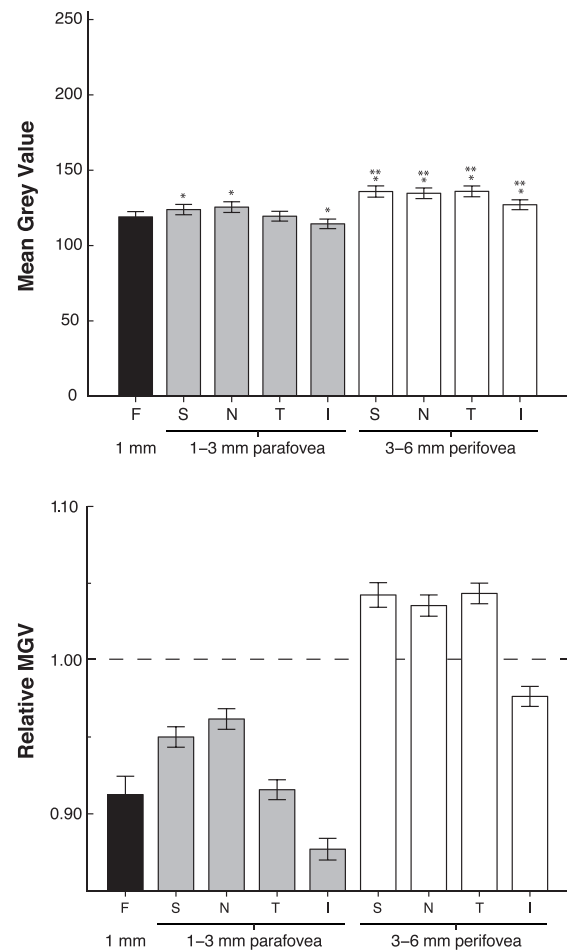 250
200
150
100
50
0
Mean Grey Value
* * * ** * ** * ** * ** *
F S N T I S N T I
1 mm 1–3 mm parafovea 3–6 mm perifovea
1.10
1.00
0.90
Relative MGV
F S N T I S N T I
1 mm 1–3 mm parafovea 3–6 mm perifovea